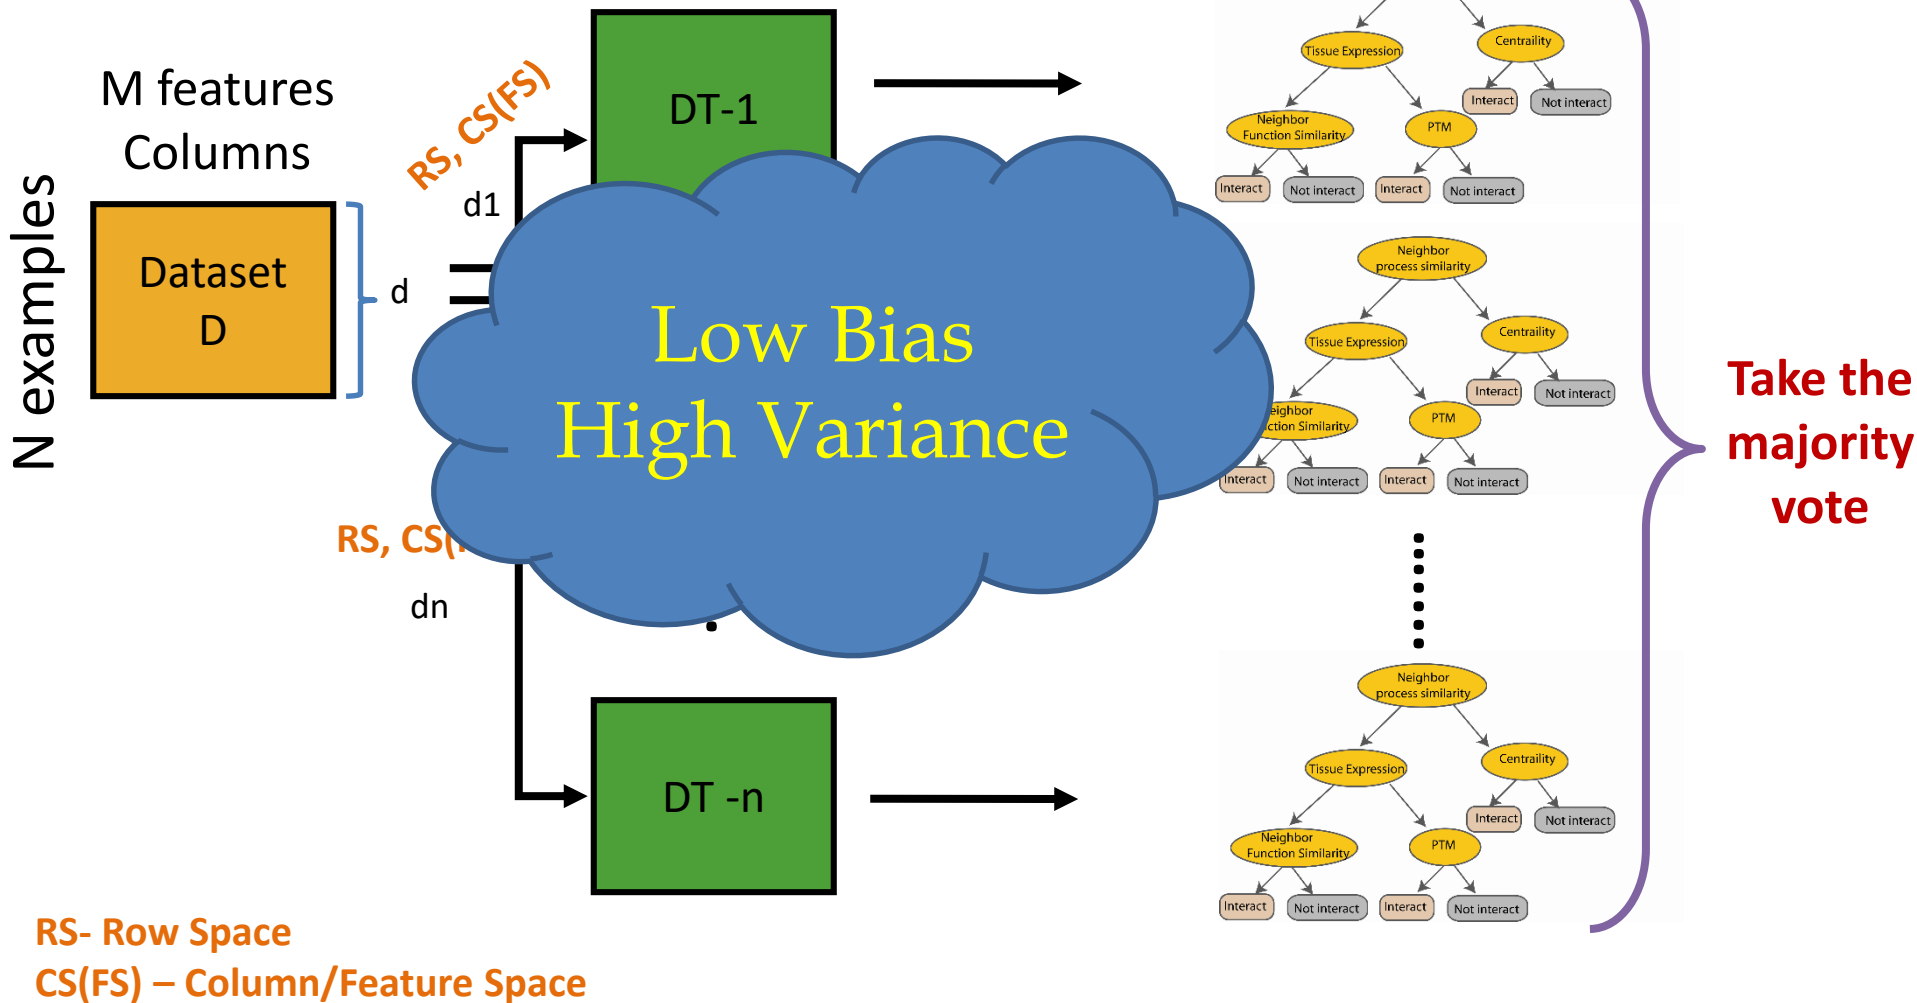 M features
Columns
N examples
Dataset
D
d
RS, CS(FS)
d1
DT-1
Low Bias
High Variance
RS, CS(
dn
DT -n
Tissue Expression
Centraility
Interact
Not interact
Neighbor
Function Similarity
PTM
Interact
Not interact
Interact
Not interact
Neighbor
process similarity
Tissue Expression
Centraility
Interact
Not interact
eighbor
ction Similarity
PTM
Interact
Not interact
Interact
Not interact
Neighbor
process similarity
Tissue Expression
Centraility
Interact
Not interact
Neighbor
Function Similarity
PTM
Interact
Not interact
Interact
Not interact
Take the
majority
vote
RS- Row Space
CS(FS) – Column/Feature Space